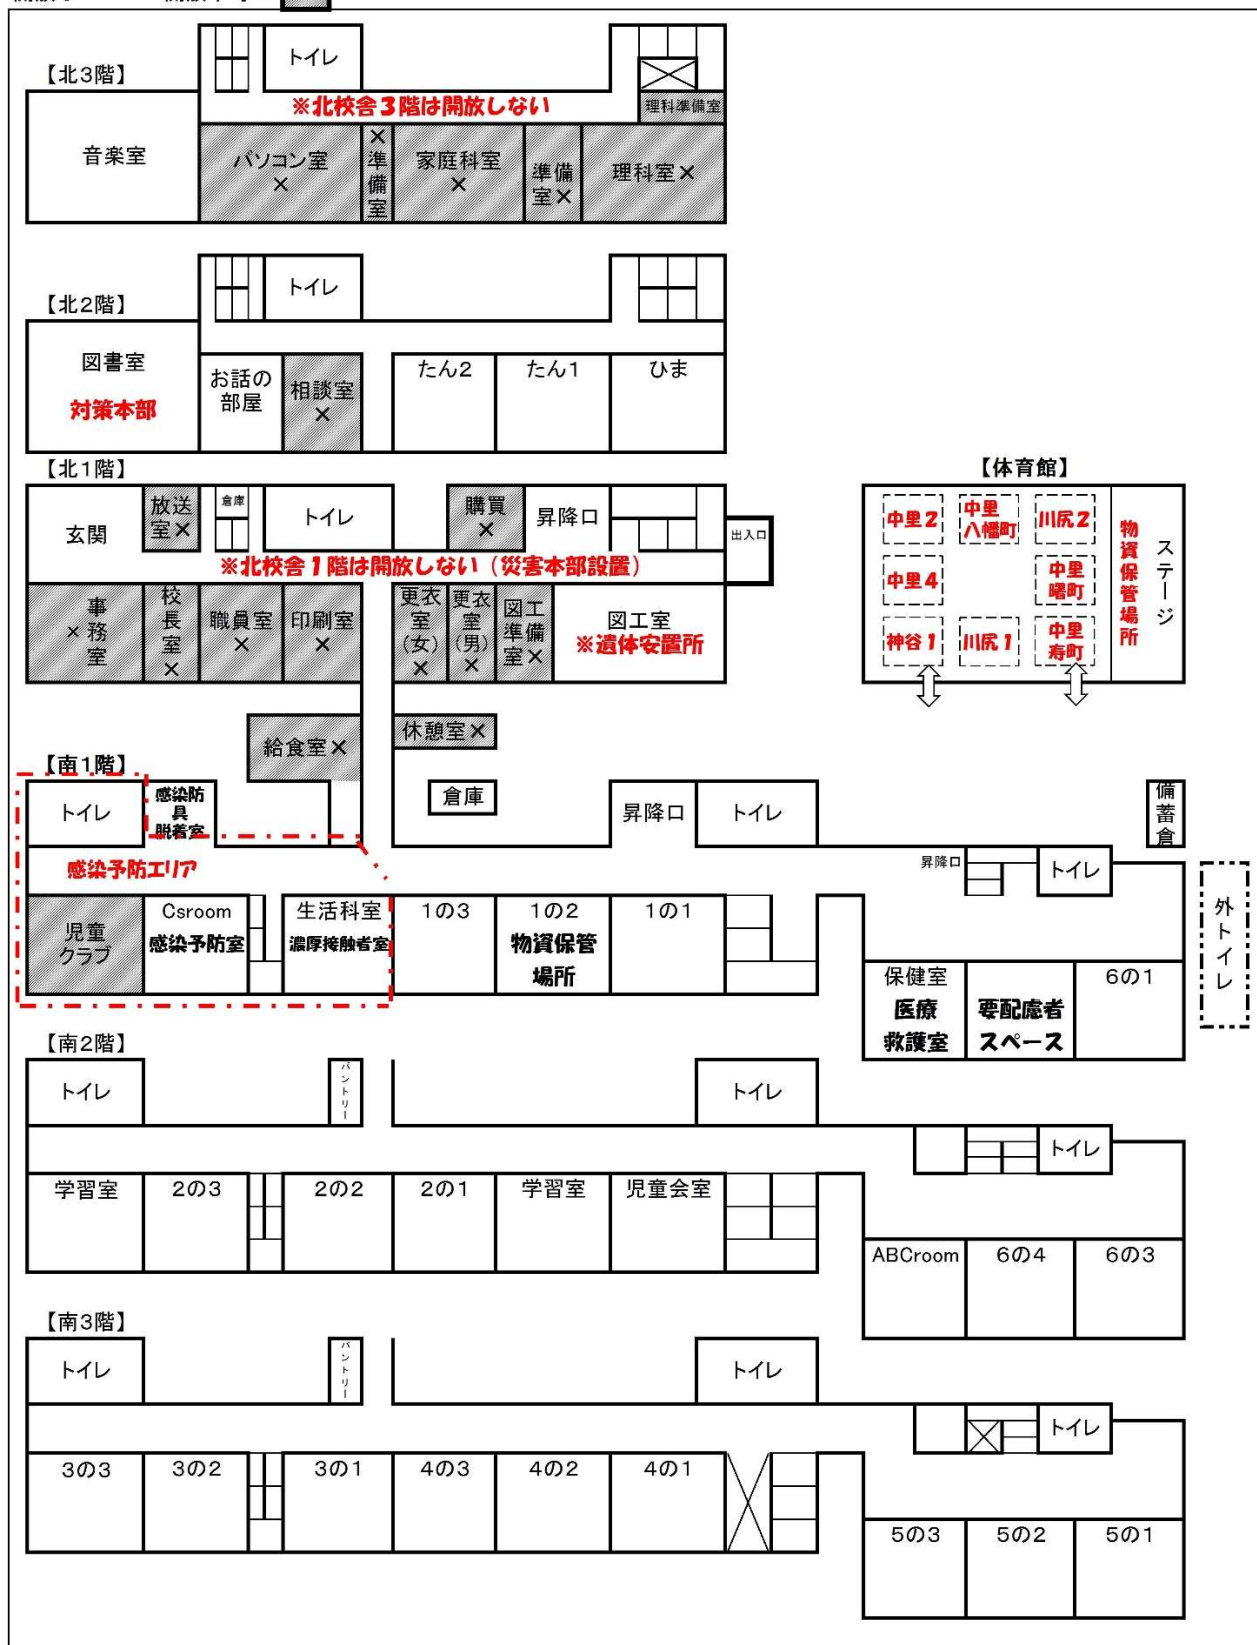 【北3階】
トイレ
※北校舎3階は開放しない
理科準備室
音楽室
パソコン室
×
×
準備室
家庭科室
×
準備
室×
理科室×
【北2階】
トイレ
図書室
対策本部
お話の
部屋
相談室
×
たん2
たん1
ひま
【北1階】
玄関
放送
室×
倉庫
トイレ
購買
×
昇降口
出入口
※北校舎1階は開放しない(災害本部設置)
事務室
×
校長室×
職員室
×
印刷室
×
更衣
室
(女)
×
更衣
室
(男)
×
図工
準備
室×
図工室
※遺体安置所
【体育館】
中里2
中里
八幡町
川尻2
中里4
中里
曙町
神谷1
川尻1
中里
寿町
物資保管場所
ステージ
給食室×
休憩室×
【南1階】
トイレ
感染防
具
脱着室
倉庫
昇降口
トイレ
備蓄倉
感染予防エリア
昇降口
トイレ
外トイレ
児童
クラブ
Csroom
感染予防室
生活科室
濃厚接触者室
1の3
1の2
物資保管
場所
1の1
保健室
医療
救護室
要配慮者
スペース
6の1
【南2階】
トイレ
パントリー
トイレ
トイレ
学習室
2の3
2の2
2の1
学習室
児童会室
ABCroom
6の4
6の3
【南3階】
トイレ
パントリー
トイレ
トイレ
3の3
3の2
3の1
4の3
4の2
4の1
5の3
5の2
5の1